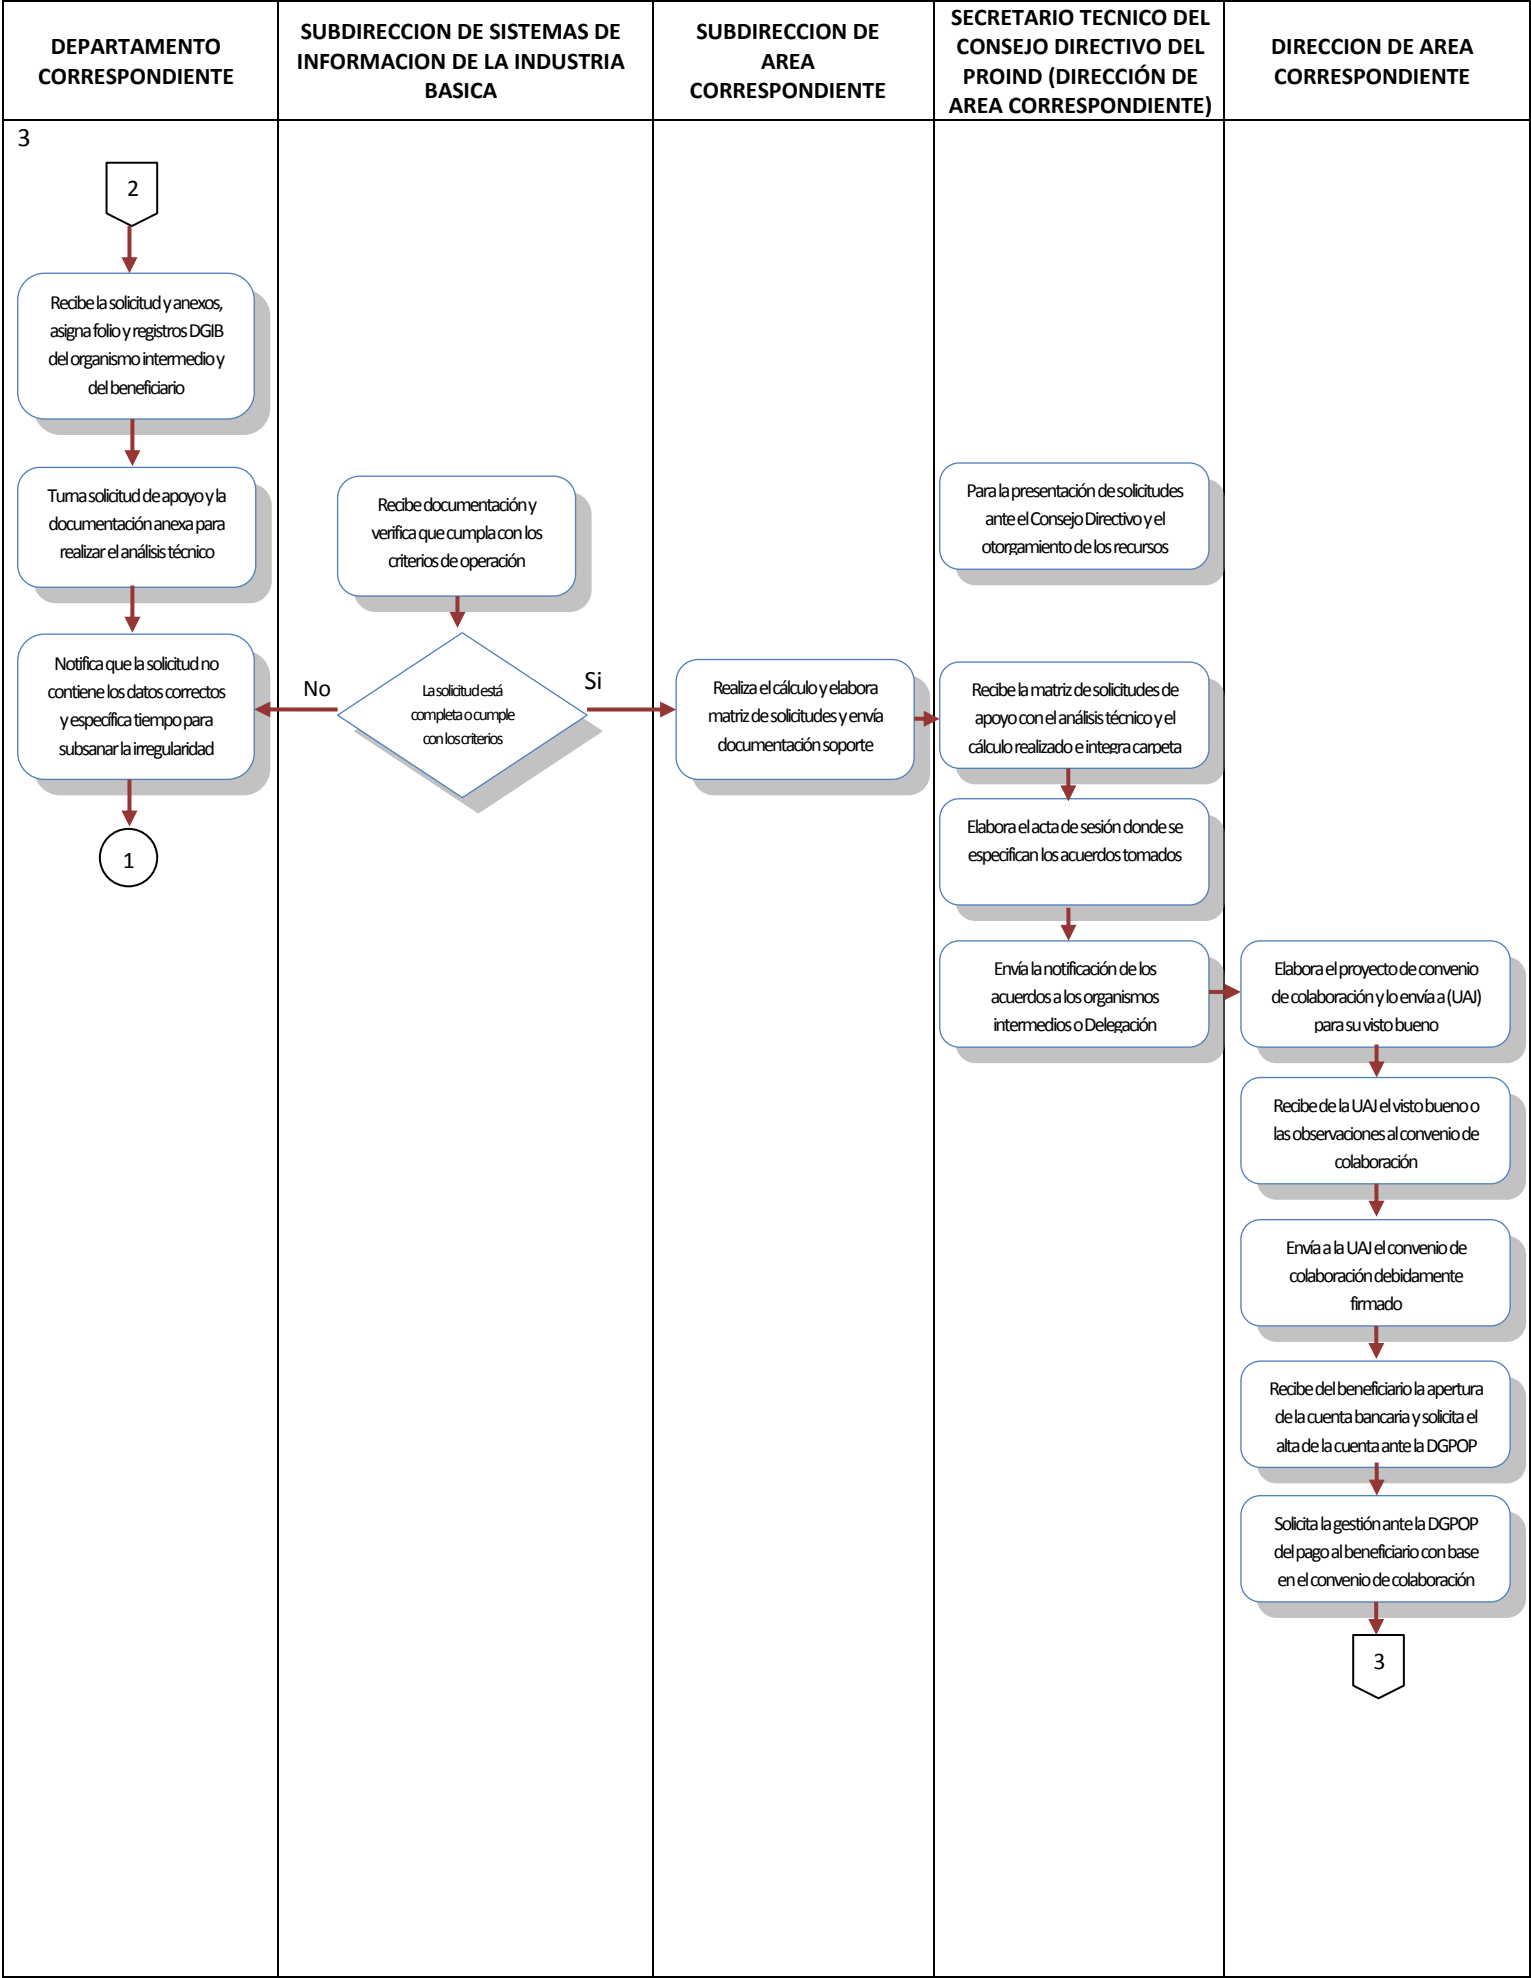 DEPARTAMENTO
CORRESPONDIENTE
SUBDIRECCION DE SISTEMAS DE
INFORMACION DE LA INDUSTRIA
BASICA
SUBDIRECCION DE
AREA
CORRESPONDIENTE
SECRETARIO TECNICO DEL
CONSEJO DIRECTIVO DEL
PROIND (DIRECCIÓN DE
AREA CORRESPONDIENTE)
DIRECCION DE AREA
CORRESPONDIENTE
3
2
Recibe la solicitud y anexos,
asigna folio y registros DGIB
del organismo intermedio y
del beneficiario
Turna solicitud de apoyo y la
documentación anexa para
realizar el análisis técnico
Notifica que la solicitud no
contiene los datos correctos
y específica tiempo para
subsanar la irregularidad
1
Recibe documentación y
verifica que cumpla con los
criterios de operación
La solicitud está
completa o cumple
con los criterios
No
Si
Realiza el cálculo y elabora
matriz de solicitudes y envía
documentación soporte
Para la presentación de solicitudes
ante el Consejo Directivo y el
otorgamiento de los recursos
Recibe la matriz de solicitudes de
apoyo con el análisis técnico y el
cálculo realizado e integra carpeta
Elabora el acta de sesión donde se
especifican los acuerdos tomados
Envía la notificación de los
acuerdos a los organismos
intermedios o Delegación
Elabora el proyecto de convenio
de colaboración y lo envía a (UAJ)
para su visto bueno
Recibe de la UAJ el visto bueno o
las observaciones al convenio de
colaboración
Envía a la UAJ el convenio de
colaboración debidamente
firmado
Recibe del beneficiario la apertura
de la cuenta bancaria y solicita el
alta de la cuenta ante la DGPOP
Solicita la gestión ante la DGPOP
del pago al beneficiario con base
en el convenio de colaboración
3